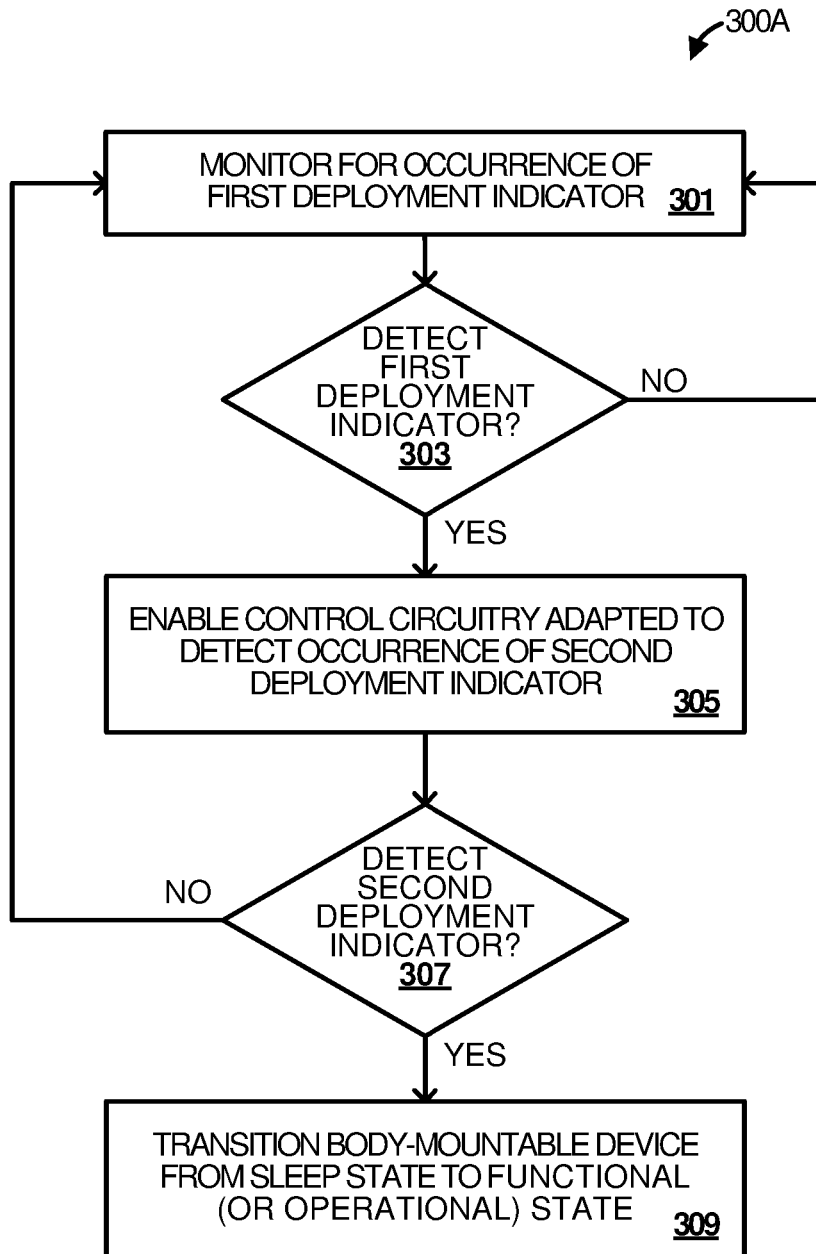 300A
MONITOR FOR OCCURRENCE OF
FIRST DEPLOYMENT INDICATOR 301
DETECT
FIRST
DEPLOYMENT
INDICATOR?
303
NO
YES
ENABLE CONTROL CIRCUITRY ADAPTED TO
DETECT OCCURRENCE OF SECOND
DEPLOYMENT INDICATOR
305
DETECT
SECOND
DEPLOYMENT
INDICATOR?
307
NO
YES
TRANSITION BODY-MOUNTABLE DEVICE
FROM SLEEP STATE TO FUNCTIONAL
(OR OPERATIONAL) STATE
309